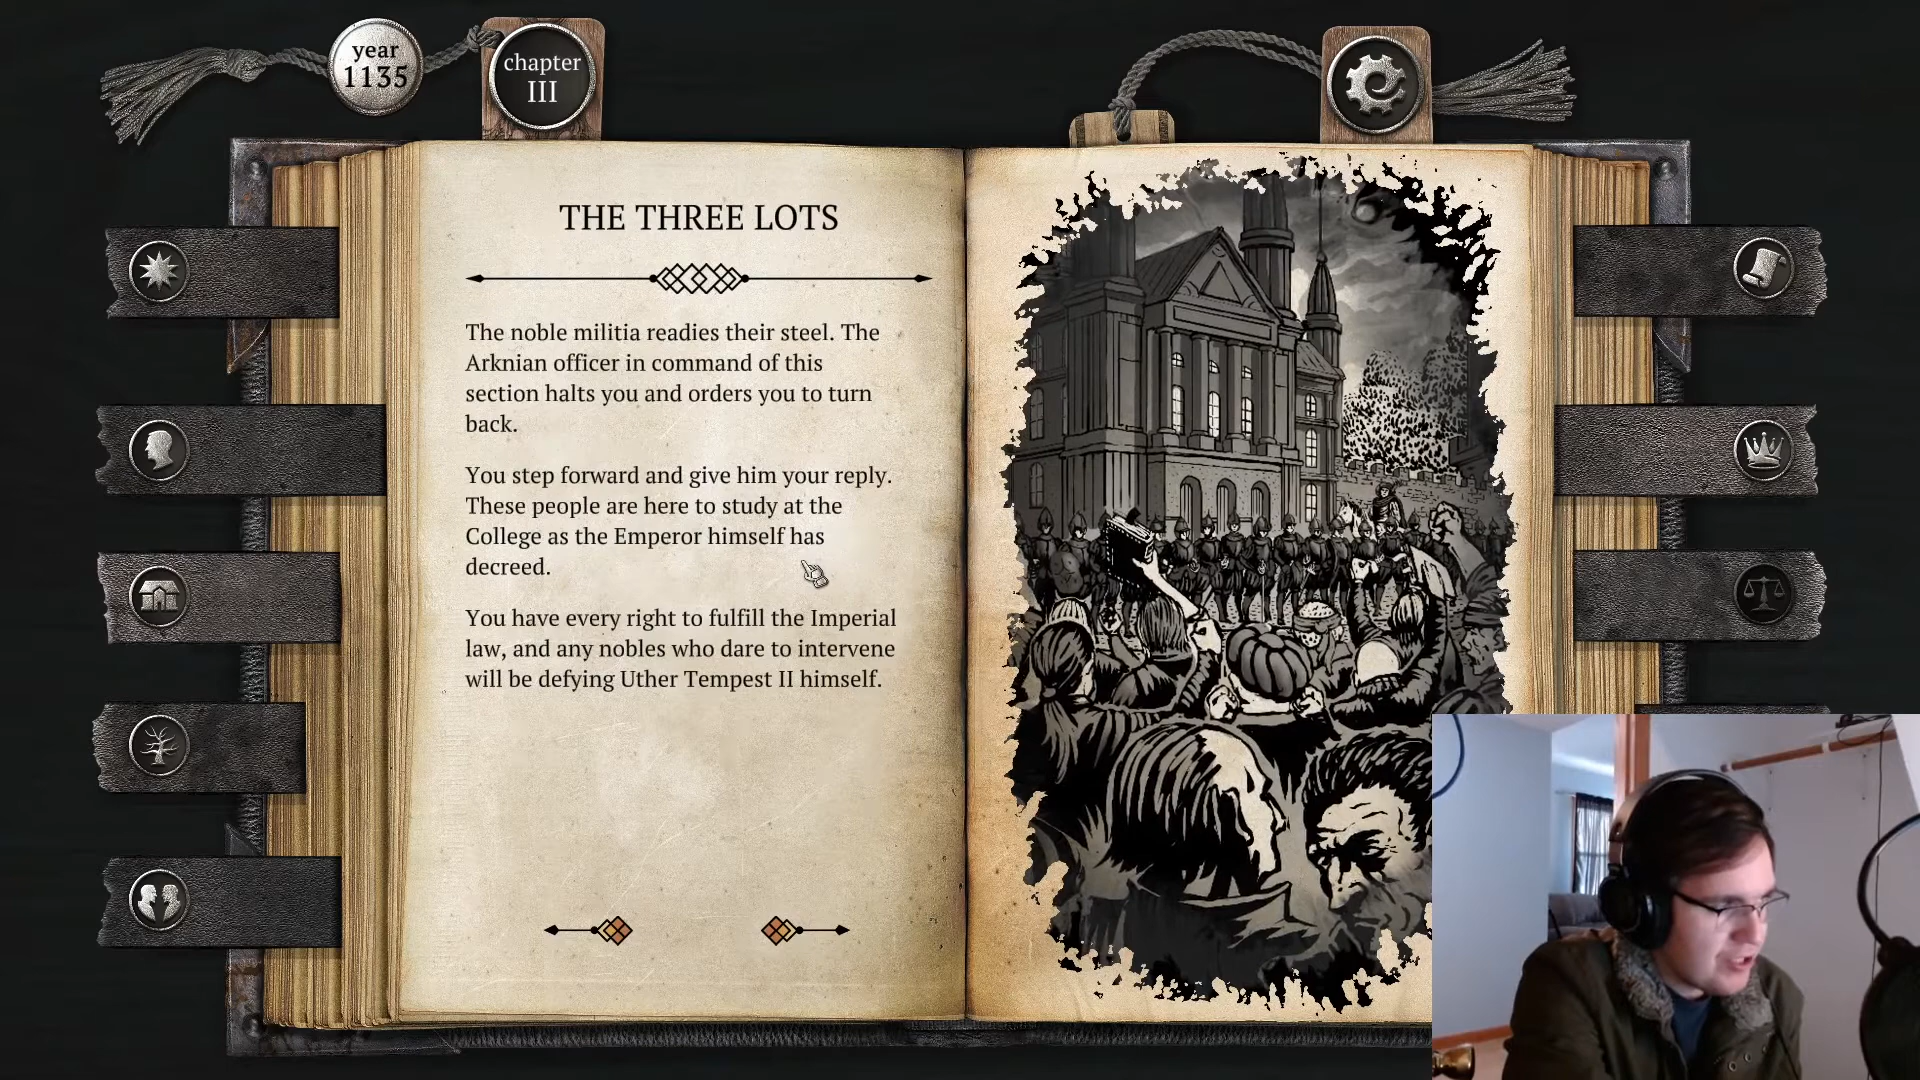 year
1135
chapter
III
THE THREE LOTS
The noble militia readies their steel. The
Arknian officer in command of this
section halts you and orders you to turn
back.
You step forward and give him your reply.
These people are here to study at the
College as the Emperor himself has
decreed.
You have every right to fulfill the Imperial
law, and any nobles who dare to intervene
will be defying Uther Tempest II himself.